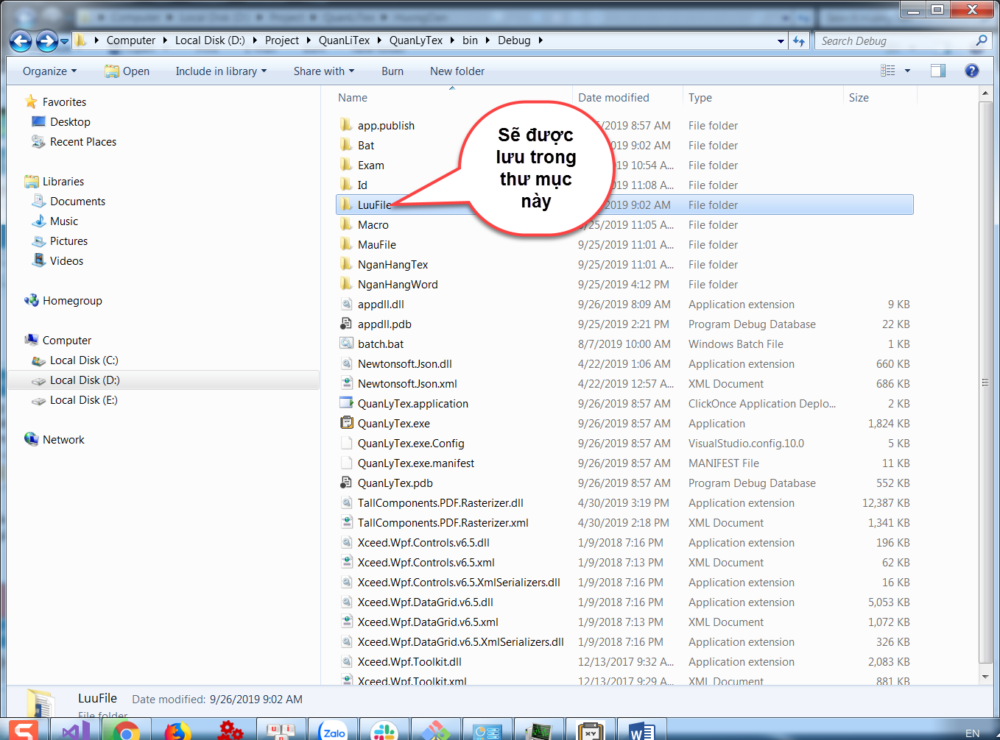 Computer Local Disk (D:) Project QuanLiTex QuanLyTex bin Debug
Search Debug
Organize Open Include in library Share with Burn New folder
Favorites
Desktop
Recent Places
Libraries
Documents
Music
Pictures
Videos
Homegroup
Computer
Local Disk (C:)
Local Disk (D:)
Local Disk (E:)
Network
Name Date modified Type Size
app.publish 5/2019 8:57 AM File folder
Bat 019 9:02 AM File folder
Exam 19 10:54 A... File folder
Id 19 11:08 A... File folder
LuuFile 2019 9:02 AM File folder
Macro 9/25/2019 11:05 A... File folder
MauFile 9/25/2019 11:01 A... File folder
NganHangTex 9/25/2019 11:01 A... File folder
NganHangWord 9/25/2019 4:12 PM File folder
appdll.dll 9/26/2019 8:09 AM Application extension 9 KB
appdll.pdb 9/25/2019 2:21 PM Program Debug Database 22 KB
batch.bat 8/7/2019 10:00 AM Windows Batch File 1 KB
Newtonsoft.Json.dll 4/22/2019 1:06 AM Application extension 660 KB
Newtonsoft.Json.xml 4/22/2019 12:57 A... XML Document 686 KB
QuanLyTex.application 9/26/2019 8:57 AM ClickOnce Application Deplo... 2 KB
QuanLyTex.exe 9/26/2019 8:57 AM Application 1,824 KB
QuanLyTex.exe.Config 9/26/2019 8:57 AM VisualStudio.config.10.0 5 KB
QuanLyTex.exe.manifest 9/26/2019 8:57 AM MANIFEST File 11 KB
QuanLyTex.pdb 9/26/2019 8:57 AM Program Debug Database 552 KB
TallComponents.PDF.Rasterizer.dll 4/30/2019 3:19 PM Application extension 12,387 KB
TallComponents.PDF.Rasterizer.xml 4/30/2019 2:18 PM XML Document 1,341 KB
Xceed.Wpf.Controls.v6.5.dll 1/9/2018 7:16 PM Application extension 196 KB
Xceed.Wpf.Controls.v6.5.xml 1/9/2018 7:13 PM XML Document 62 KB
Xceed.Wpf.Controls.v6.5.XmlSerializers.dll 1/9/2018 7:16 PM Application extension 16 KB
Xceed.Wpf.DataGrid.v6.5.dll 1/9/2018 7:16 PM Application extension 5,053 KB
Xceed.Wpf.DataGrid.v6.5.xml 1/9/2018 7:13 PM XML Document 1,072 KB
Xceed.Wpf.DataGrid.v6.5.XmlSerializers.dll 1/9/2018 7:16 PM Application extension 326 KB
Xceed.Wpf.Toolkit.dll 12/13/2017 9:32 A... Application extension 2,083 KB
Xceed.Wpf.Toolkit.xml 12/13/2017 9:29 A... XML Document 881 KB
Sẽ được
lưu trong
thư mục
này
LuuFile Date modified: 9/26/2019 9:02 AM
File folder
Zalo
EN